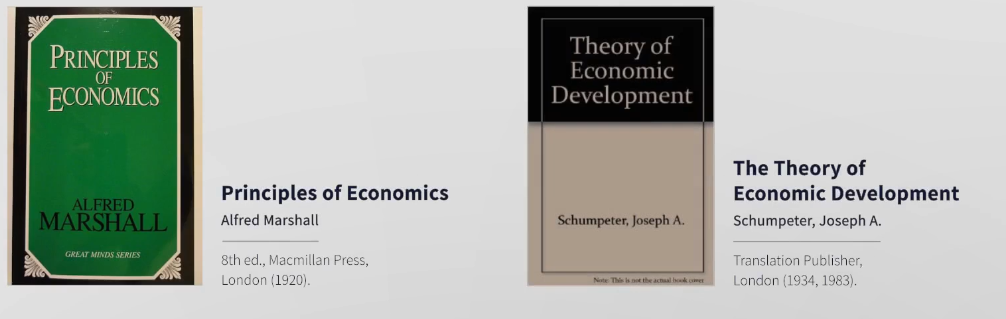 PRINCIPLES
OF
ECONOMICS
ALFRED
MARSHALL
GREAT MINDS SERIES
Principles of Economics
Alfred Marshall
8th ed., Macmillan Press,
London (1920).
Theory of
Economic
Development
Schumpeter, Joseph A.
Note: This is not the actual book cover
The Theory of
Economic Development
Schumpeter, Joseph A.
Translation Publisher,
London (1934, 1983).